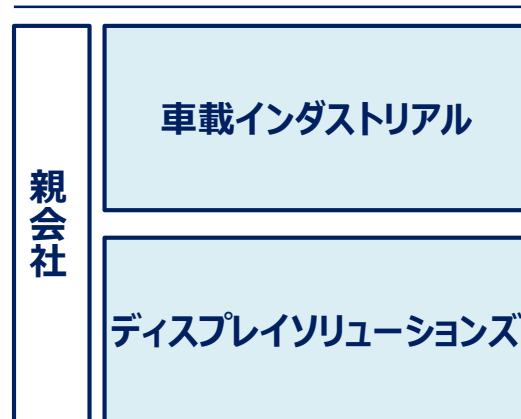 親会社
車載インダストリアル
ディスプレイソリューションズ